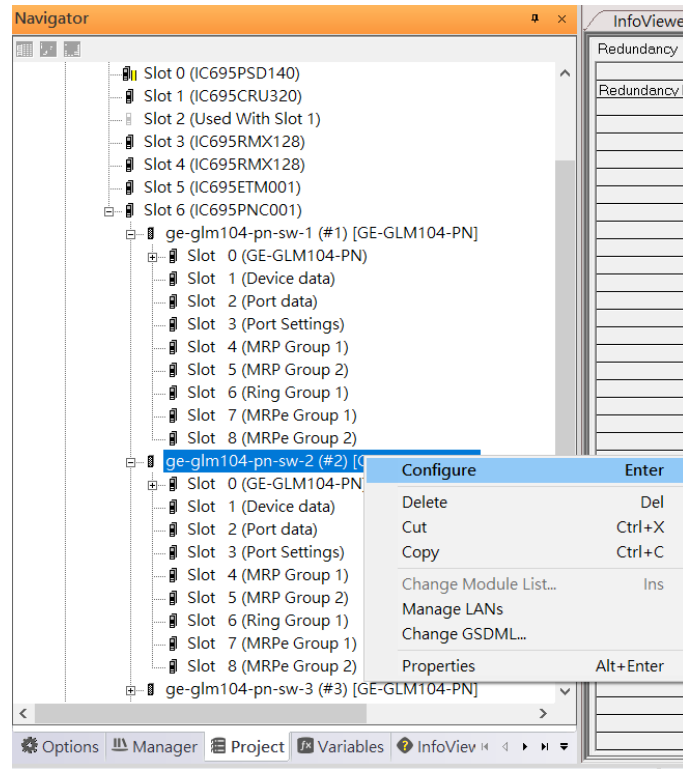 Navigator
InfoViewe
Redundancy
Redundancy
Slot 0 (IC695PSD140)
Slot 1 (IC695CRU320)
Slot 2 (Used With Slot 1)
Slot 3 (IC695RMX128)
Slot 4 (IC695RMX128)
Slot 5 (IC695ETM001)
Slot 6 (IC695PNC001)
ge-glm104-pn-sw-1 (#1) [GE-GLM104-PN]
Slot 0 (GE-GLM104-PN)
Slot 1 (Device data)
Slot 2 (Port data)
Slot 3 (Port Settings)
Slot 4 (MRP Group 1)
Slot 5 (MRP Group 2)
Slot 6 (Ring Group 1)
Slot 7 (MRPe Group 1)
Slot 8 (MRPe Group 2)
ge-glm104-pn-sw-2 (#2) [G
Slot 0 (GE-GLM104-PN
Slot 1 (Device data)
Slot 2 (Port data)
Slot 3 (Port Settings)
Slot 4 (MRP Group 1)
Slot 5 (MRP Group 2)
Slot 6 (Ring Group 1)
Slot 7 (MRPe Group 1)
Slot 8 (MRPe Group 2)
ge-glm104-pn-sw-3 (#3) [GE-GLM104-PN]
Configure Enter
Delete Del
Cut Ctrl+X
Copy Ctrl+C
Change Module List... Ins
Manage LANs
Change GSDML...
Properties Alt+Enter
Options Manager Project Variables InfoView